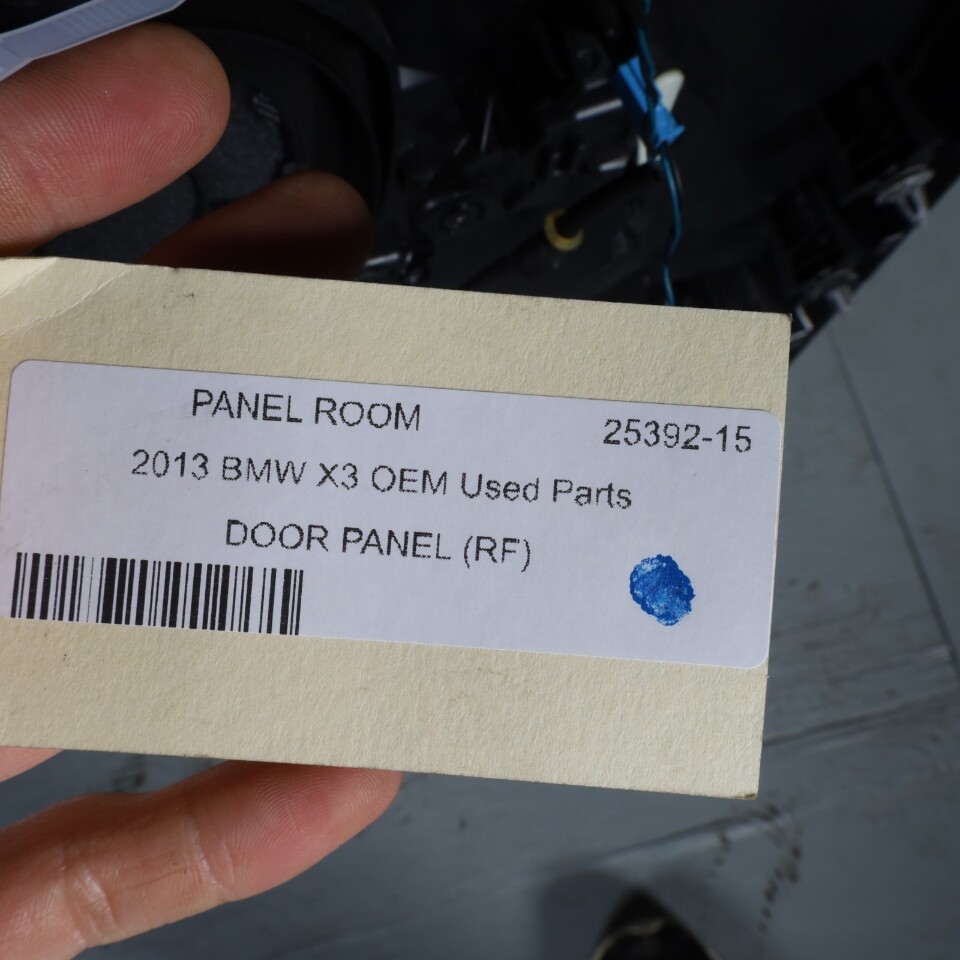 PANEL ROOM 25392-15
2013 BMW X3 OEM Used Parts
DOOR PANEL (RF)